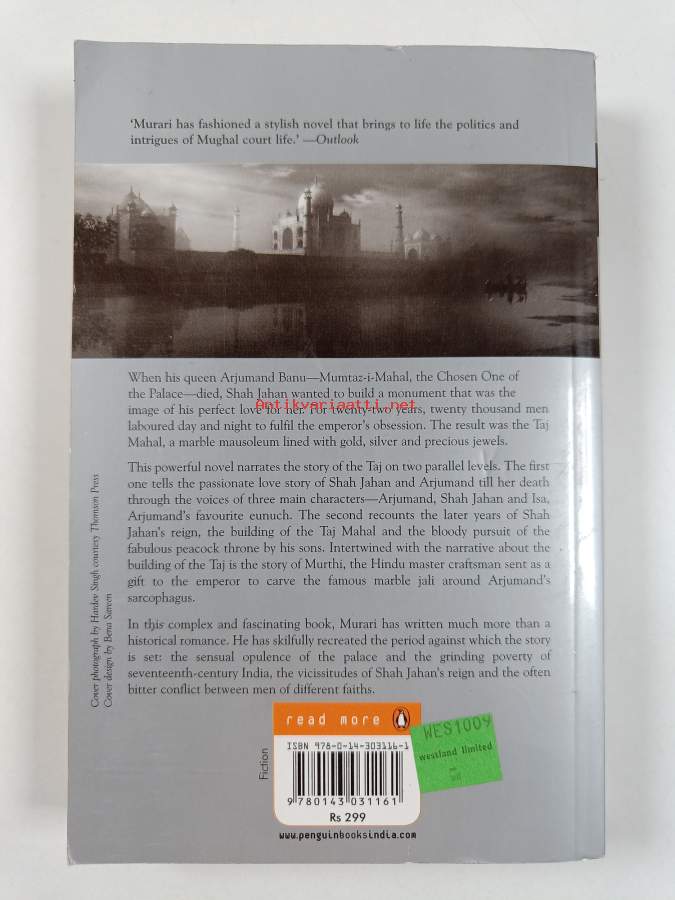 ‘Murari has fashioned a stylish novel that brings to life the politics and
intrigues of Mughal court life.’ —Outlook
When his queen Arjumand Banu—Mumtaz-i-Mahal, the Chosen One of
the Palace—died, Shah Jahan wanted to build a monument that was the
image of his perfect love for her. For twenty-two years, twenty thousand men
Antikvariaatti.net
laboured day and night to fulfil the emperor’s obsession. The result was the Taj
Mahal, a marble mausoleum lined with gold, silver and precious jewels.
This powerful novel narrates the story of the Taj on two parallel levels. The first
one tells the passionate love story of Shah Jahan and Arjumand till her death
through the voices of three main characters—Arjumand, Shah Jahan and Isa,
Arjumand’s favourite eunuch. The second recounts the later years of Shah
Jahan’s reign, the building of the Taj Mahal and the bloody pursuit of the
fabulous peacock throne by his sons. Intertwined with the narrative about the
building of the Taj is the story of Murthi, the Hindu master craftsman sent as a
gift to the emperor to carve the famous marble jali around Arjumand’s
sarcophagus.
In this complex and fascinating book, Murari has written much more than a
historical romance. He has skilfully recreated the period against which the story
is set: the sensual opulence of the palace and the grinding poverty of
seventeenth-century India, the vicissitudes of Shah Jahan’s reign and the often
bitter conflict between men of different faiths.
Cover photograph by Hardev Singh courtesy Thomson Press
Cover design by Bena Sareen
read more
WES1009
westland limited
Fiction
ISBN 978-0-14-303116-1
9 780143 031161
Rs 299
www.penguinbooksindia.com